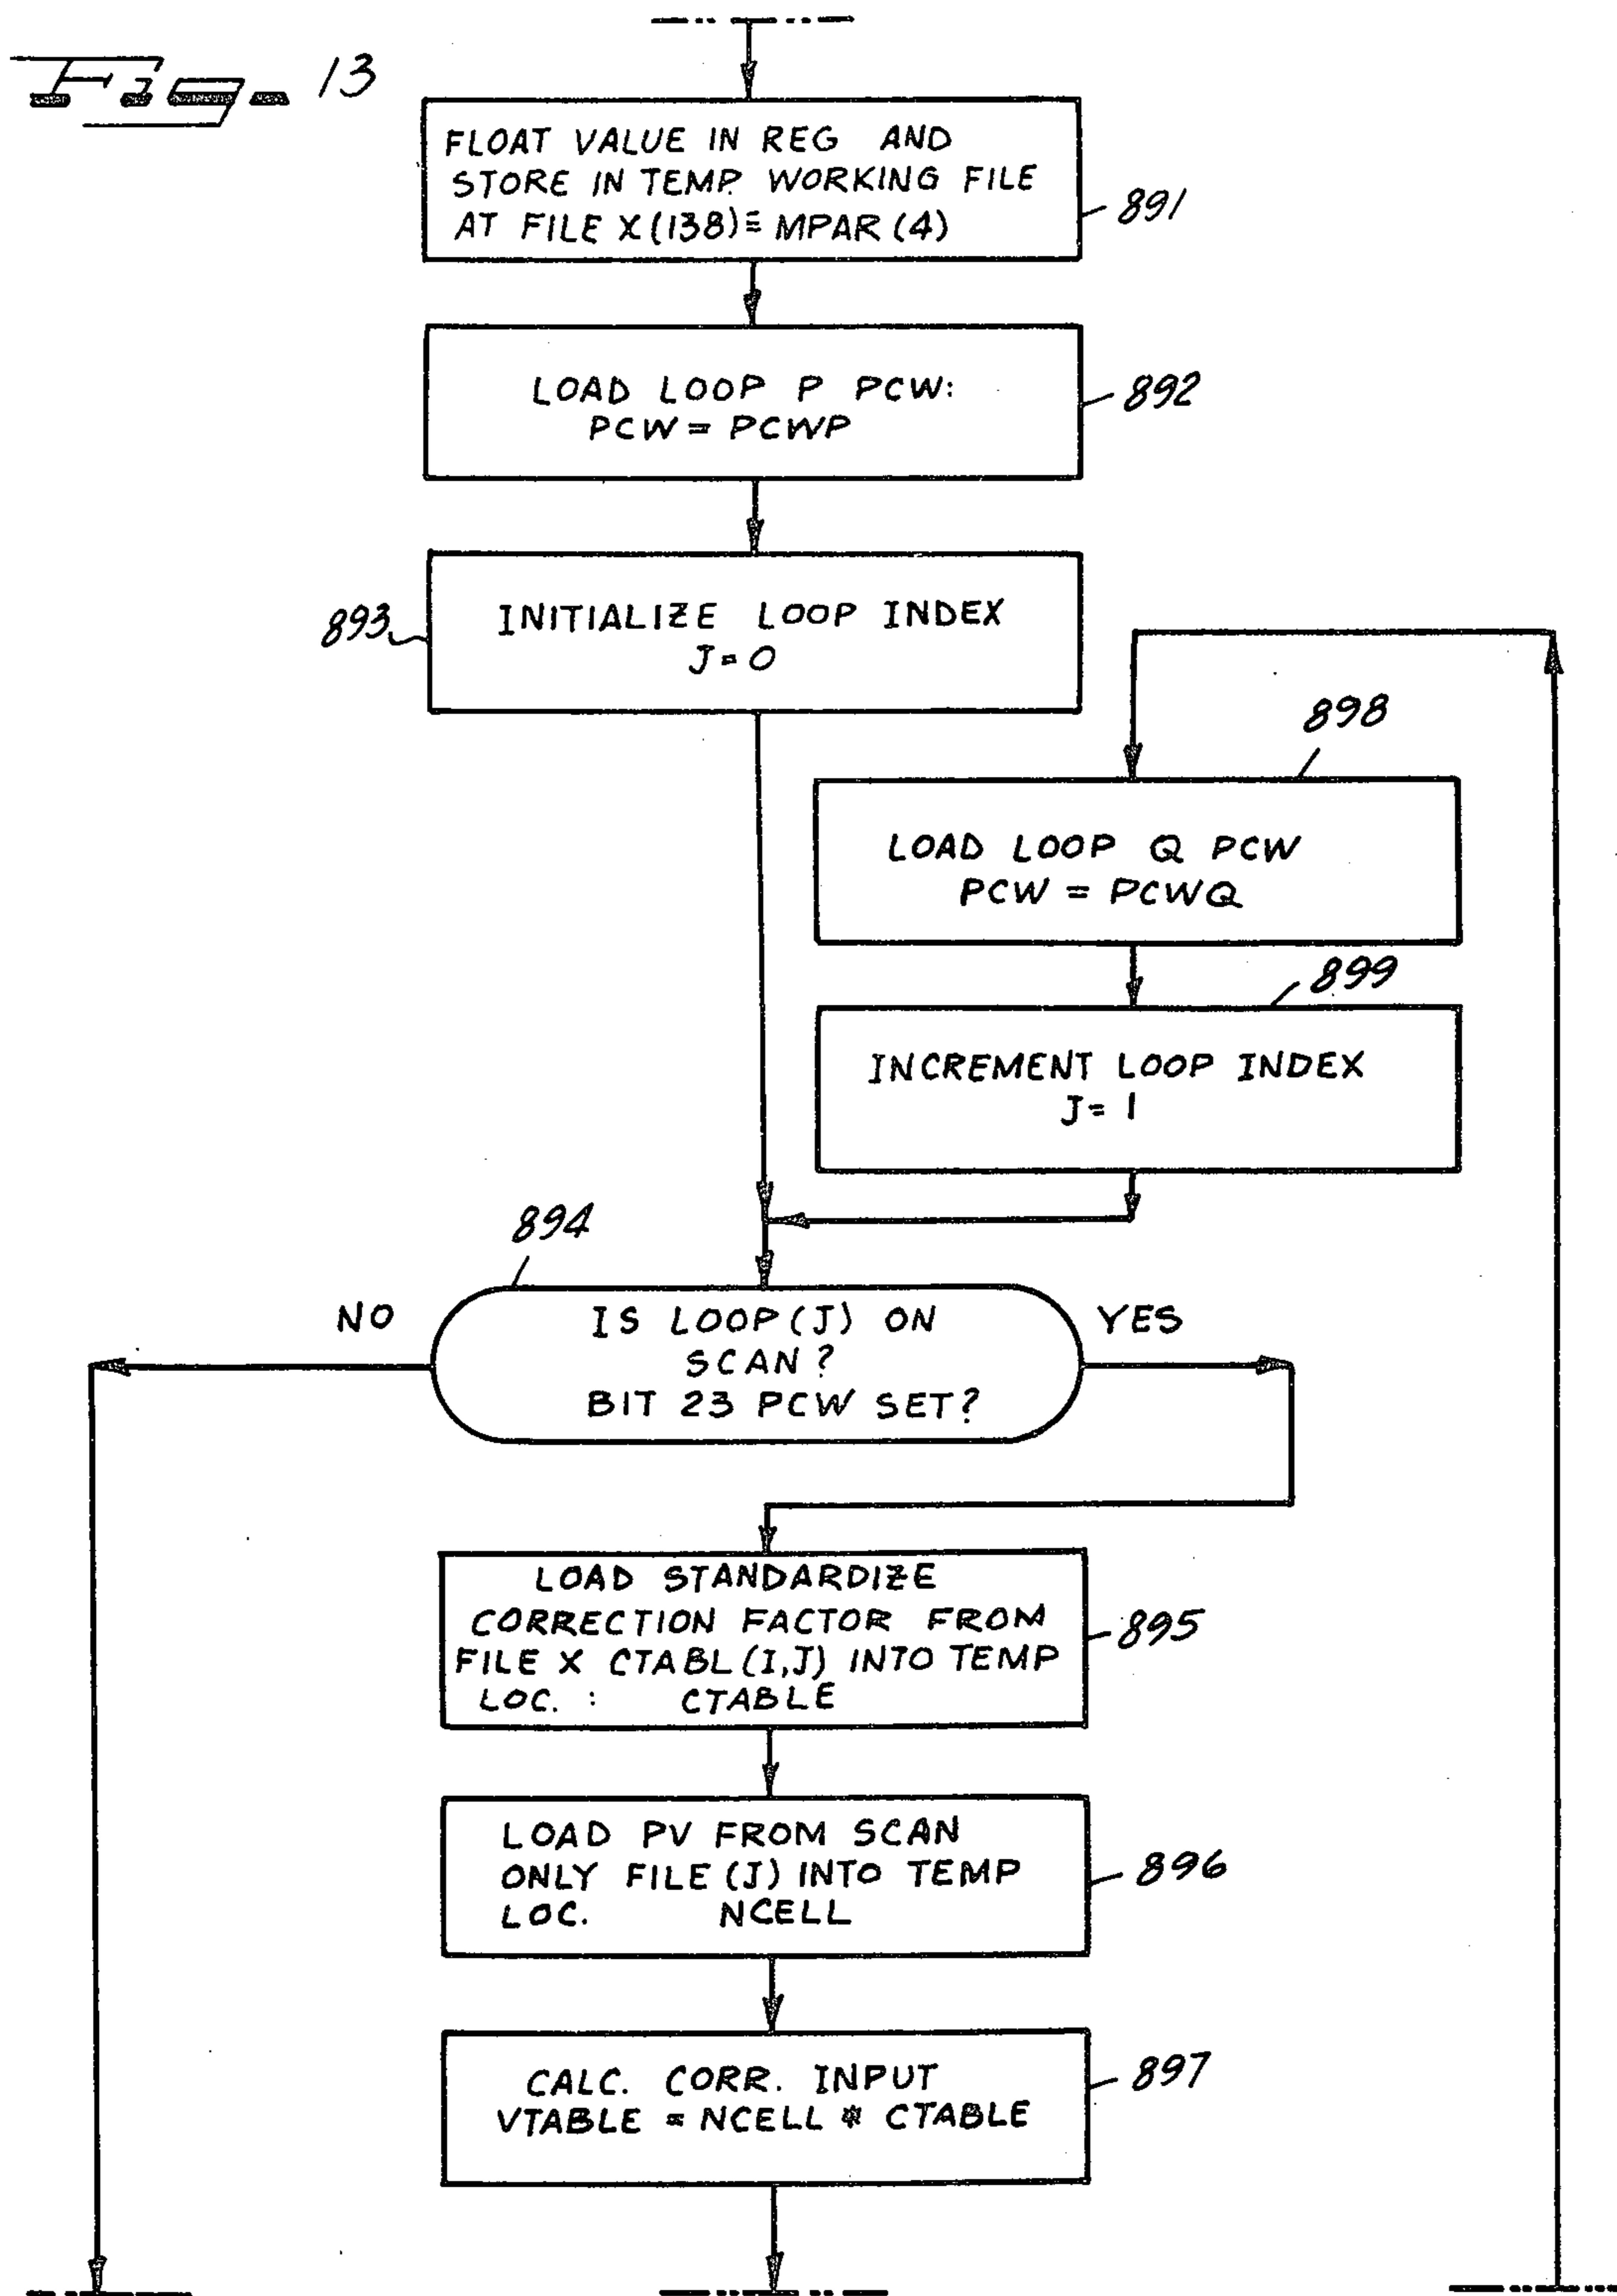 Fig. 13
FLOAT VALUE IN REG AND
STORE IN TEMP. WORKING FILE
AT FILE X(138) ≡ MPAR(4)
891
LOAD LOOP P PCW:
PCW = PCWP
892
893
INITIALIZE LOOP INDEX
J=0
898
LOAD LOOP Q PCW
PCW = PCWQ
899
INCREMENT LOOP INDEX
J=1
894
NO
IS LOOP(J) ON
SCAN?
BIT 23 PCW SET?
YES
LOAD STANDARDIZE
CORRECTION FACTOR FROM
FILE X CTABL(I,J) INTO TEMP
LOC. : CTABLE
895
LOAD PV FROM SCAN
ONLY FILE (J) INTO TEMP
LOC. NCELL
896
CALC. CORR. INPUT
VTABLE = NCELL * CTABLE
897